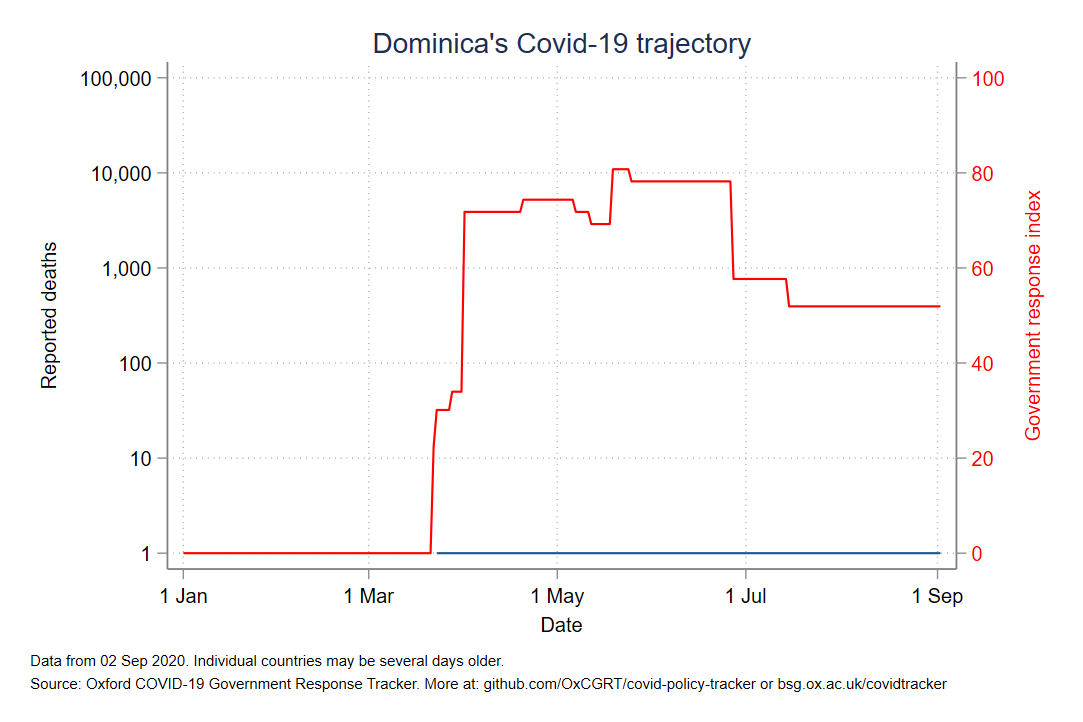 Dominica's Covid-19 trajectory
100,000
10,000
1,000
100
10
1
Reported deaths
100
80
60
40
20
0
Government response index
1 Jan
1 Mar
1 May
1 Jul
1 Sep
Date
Data from 02 Sep 2020. Individual countries may be several days older.
Source: Oxford COVID-19 Government Response Tracker. More at: github.com/OxCGRT/covid-policy-tracker or bsg.ox.ac.uk/covidtracker